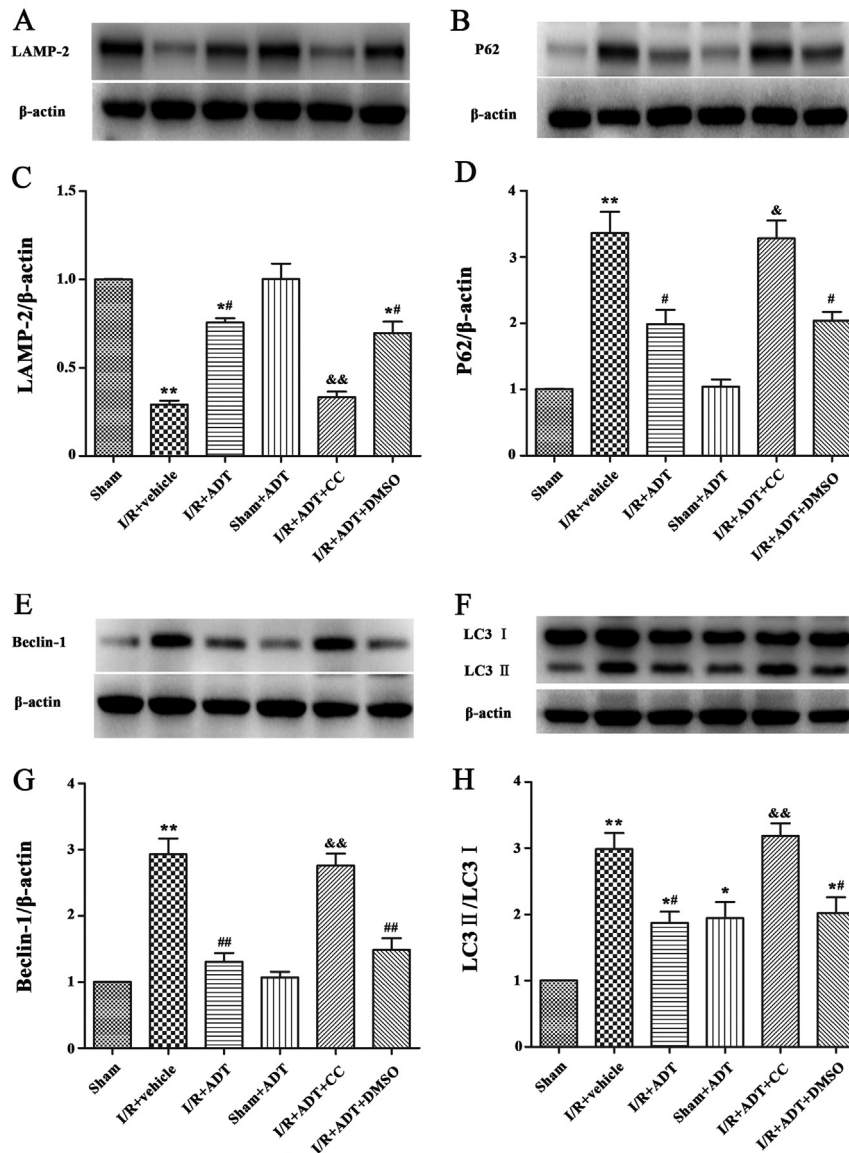 A
LAMP-2
β-actin
B
P62
β-actin
C
LAMP-2/β-actin
1.5
1.0
0.5
0
**
*#
&&
*#
Sham
I/R+vehicle
I/R+ADT
Sham+ADT
I/R+ADT+CC
I/R+ADT+DMSO
D
P62/β-actin
4
3
2
1
0
**
#
&
#
Sham
I/R+vehicle
I/R+ADT
Sham+ADT
I/R+ADT+CC
I/R+ADT+DMSO
E
Beclin-1
β-actin
F
LC3 Ⅰ
LC3 Ⅱ
β-actin
G
Beclin-1/β-actin
4
3
2
1
0
**
##
&&
##
Sham
I/R+vehicle
I/R+ADT
Sham+ADT
I/R+ADT+CC
I/R+ADT+DMSO
H
LC3Ⅱ/LC3Ⅰ
4
3
2
1
0
**
*#
*
&&
*#
Sham
I/R+vehicle
I/R+ADT
Sham+ADT
I/R+ADT+CC
I/R+ADT+DMSO